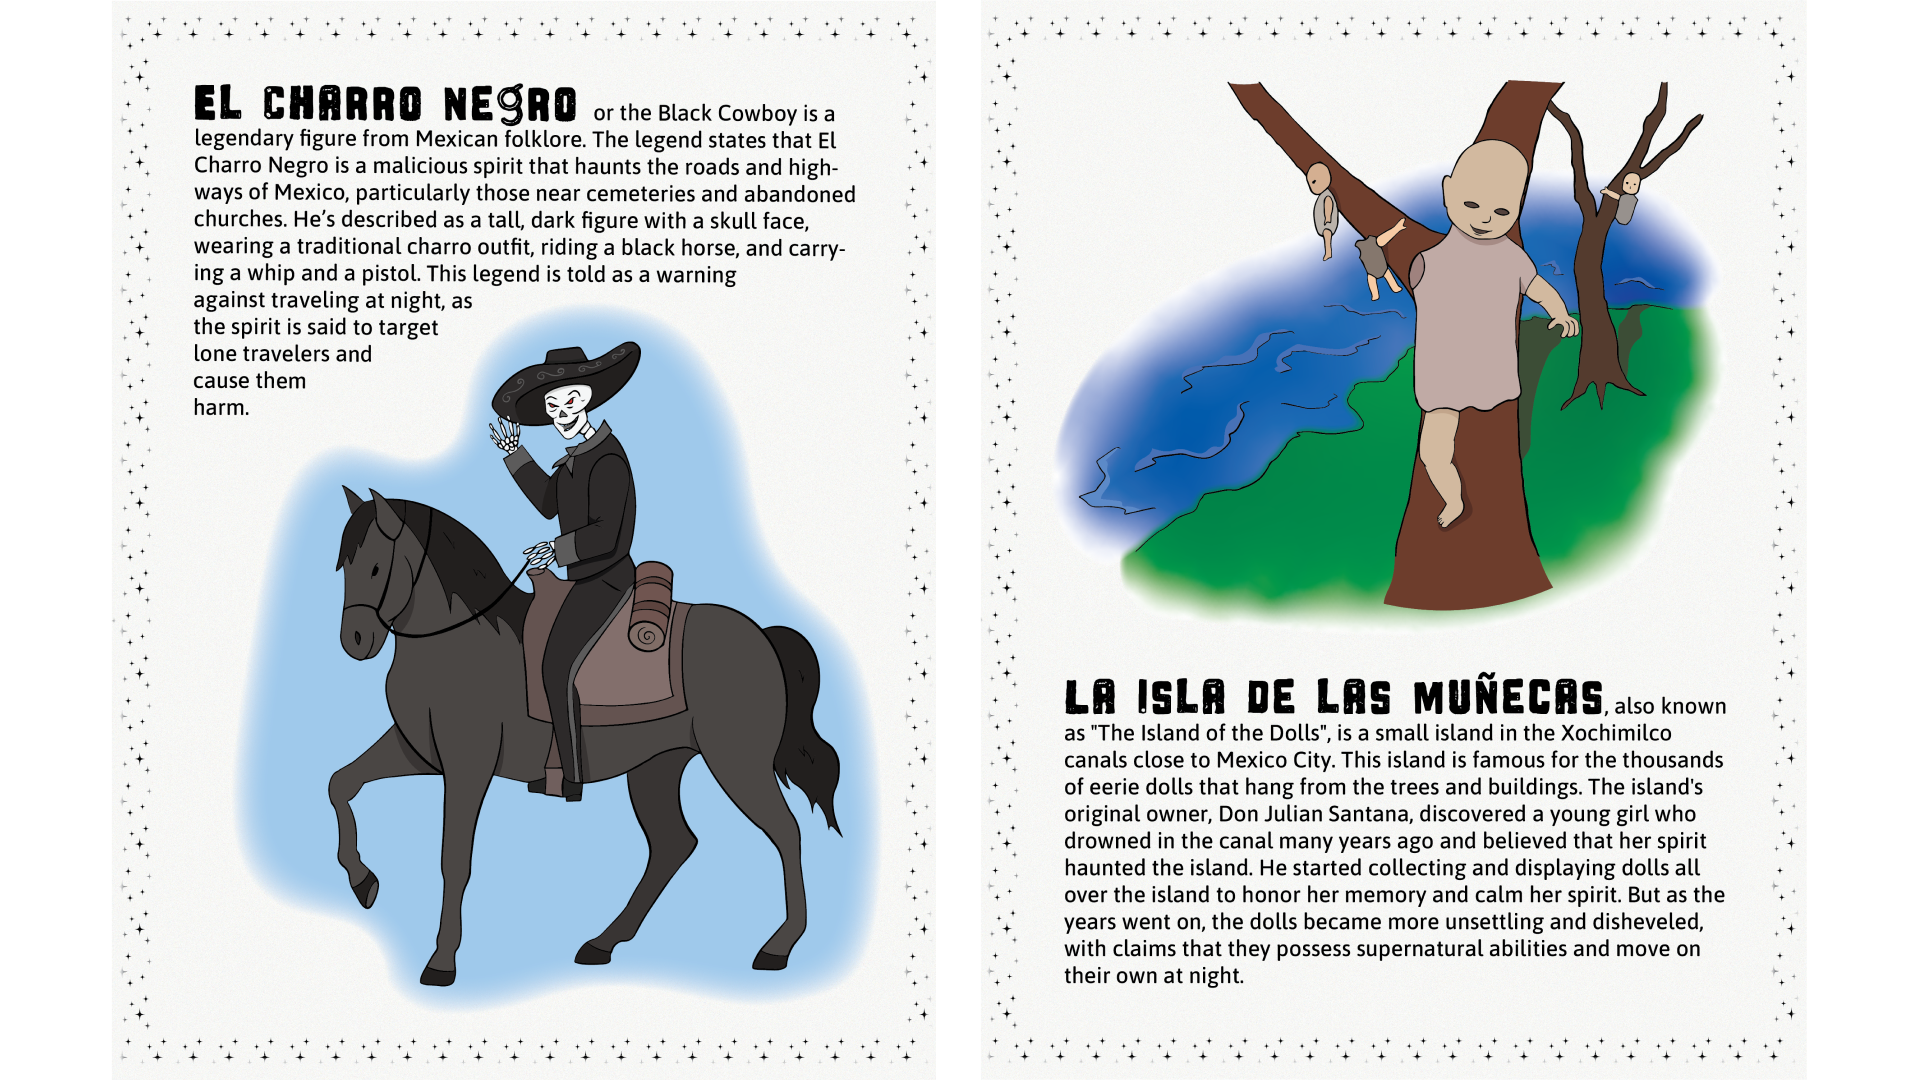 EL CHARRO NEgRO or the Black Cowboy is a
legendary figure from Mexican folklore. The legend states that El
Charro Negro is a malicious spirit that haunts the roads and high-
ways of Mexico, particularly those near cemeteries and abandoned
churches. He’s described as a tall, dark figure with a skull face,
wearing a traditional charro outfit, riding a black horse, and carry-
ing a whip and a pistol. This legend is told as a warning
against traveling at night, as
the spirit is said to target
lone travelers and
cause them
harm.
LA ISLA DE LAS MUÑECAS, also known
as "The Island of the Dolls", is a small island in the Xochimilco
canals close to Mexico City. This island is famous for the thousands
of eerie dolls that hang from the trees and buildings. The island's
original owner, Don Julian Santana, discovered a young girl who
drowned in the canal many years ago and believed that her spirit
haunted the island. He started collecting and displaying dolls all
over the island to honor her memory and calm her spirit. But as the
years went on, the dolls became more unsettling and disheveled,
with claims that they possess supernatural abilities and move on
their own at night.